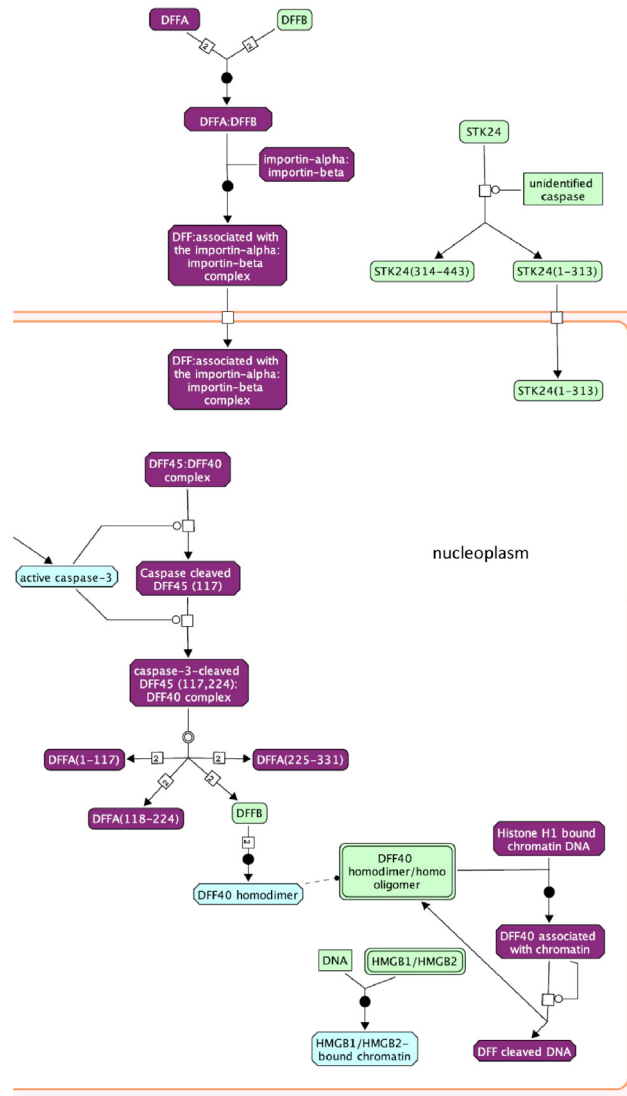 DFFA
DFFB
2
2
DFFA:DFFB
importin-alpha:
importin-beta
STK24
unidentified
caspase
DFF:associated with
the importin-alpha:
importin-beta
complex
STK24(314-443)
STK24(1-313)
DFF:associated with
the importin-alpha:
importin-beta
complex
STK24(1-313)
DFF45:DFF40
complex
nucleoplasm
active caspase-3
Caspase cleaved
DFF45 (117)
caspase-3-cleaved
DFF45 (117,224):
DFF40 complex
DFFA(1-117)
2
2
DFFA(225-331)
2
2
DFFA(118-224)
DFFB
2
DFF40 homodimer
DFF40
homodimer/homo
oligomer
Histone H1 bound
chromatin DNA
DFF40 associated
with chromatin
DNA
HMGB1/HMGB2
HMGB1/HMGB2-
bound chromatin
DFF cleaved DNA